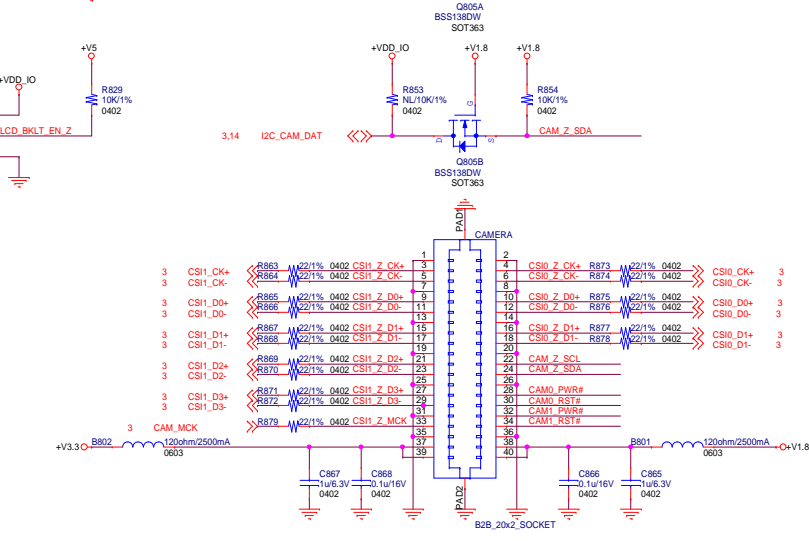 Q805A
BSS138DW
SOT363
+V5
+VDD_IO
+V1.8
+V1.8
+VDD_IO
R829
10K/1%
0402
R853
NL/10K/1%
0402
G
R854
10K/1%
0402
LCD_BKLT_EN_Z
3,14 I2C_CAM_DAT
D
S
CAM_Z_SDA
Q805B
BSS138DW
SOT363
PAD1
CAMERA
1 2
3 CSI1_CK+ R863 22/1% 0402 CSI1_Z_CK+ 3 4 CSI0_Z_CK+ R873 22/1% 0402 CSI0_CK+ 3
3 CSI1_CK- R864 22/1% 0402 CSI1_Z_CK- 5 6 CSI0_Z_CK- R874 22/1% 0402 CSI0_CK- 3
7 8
3 CSI1_D0+ R865 22/1% 0402 CSI1_Z_D0+ 9 10 CSI0_Z_D0+ R875 22/1% 0402 CSI0_D0+ 3
3 CSI1_D0- R866 22/1% 0402 CSI1_Z_D0- 11 12 CSI0_Z_D0- R876 22/1% 0402 CSI0_D0- 3
13 14
3 CSI1_D1+ R867 22/1% 0402 CSI1_Z_D1+ 15 16 CSI0_Z_D1+ R877 22/1% 0402 CSI0_D1+ 3
3 CSI1_D1- R868 22/1% 0402 CSI1_Z_D1- 17 18 CSI0_Z_D1- R878 22/1% 0402 CSI0_D1- 3
19 20
3 CSI1_D2+ R869 22/1% 0402 CSI1_Z_D2+ 21 22 CAM_Z_SCL
3 CSI1_D2- R870 22/1% 0402 CSI1_Z_D2- 23 24 CAM_Z_SDA
25 26
3 CSI1_D3+ R871 22/1% 0402 CSI1_Z_D3+ 27 28 CAM0_PWR#
3 CSI1_D3- R872 22/1% 0402 CSI1_Z_D3- 29 30 CAM0_RST#
31 32 CAM1_PWR#
3 CAM_MCK R879 22/1% 0402 CSI1_Z_MCK 33 34 CAM1_RST#
35 36
+V3.3 B802 120ohm/2500mA 37 38 B801 120ohm/2500mA +V1.8
0603 39 40 0603
C867
1u/6.3V
0402
C868
0.1u/16V
0402
C866
0.1u/16V
0402
C865
1u/6.3V
0402
PAD2
B2B_20x2_SOCKET